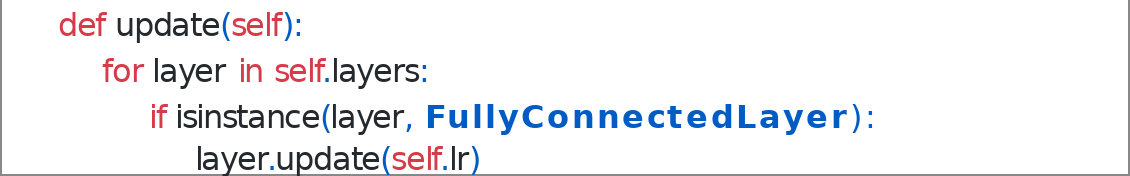 def update(self):
for layer in self.layers:
if isinstance(layer, FullyConnectedLayer):
layer.update(self.lr)